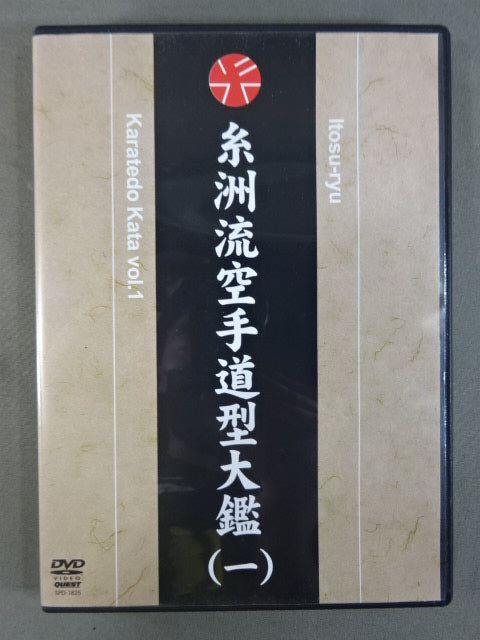 Itosu-ryu
糸洲流空手道型大鑑(一)
Karatedo Kata vol.1
DVD
VIDEO
QUEST
SPD-1825